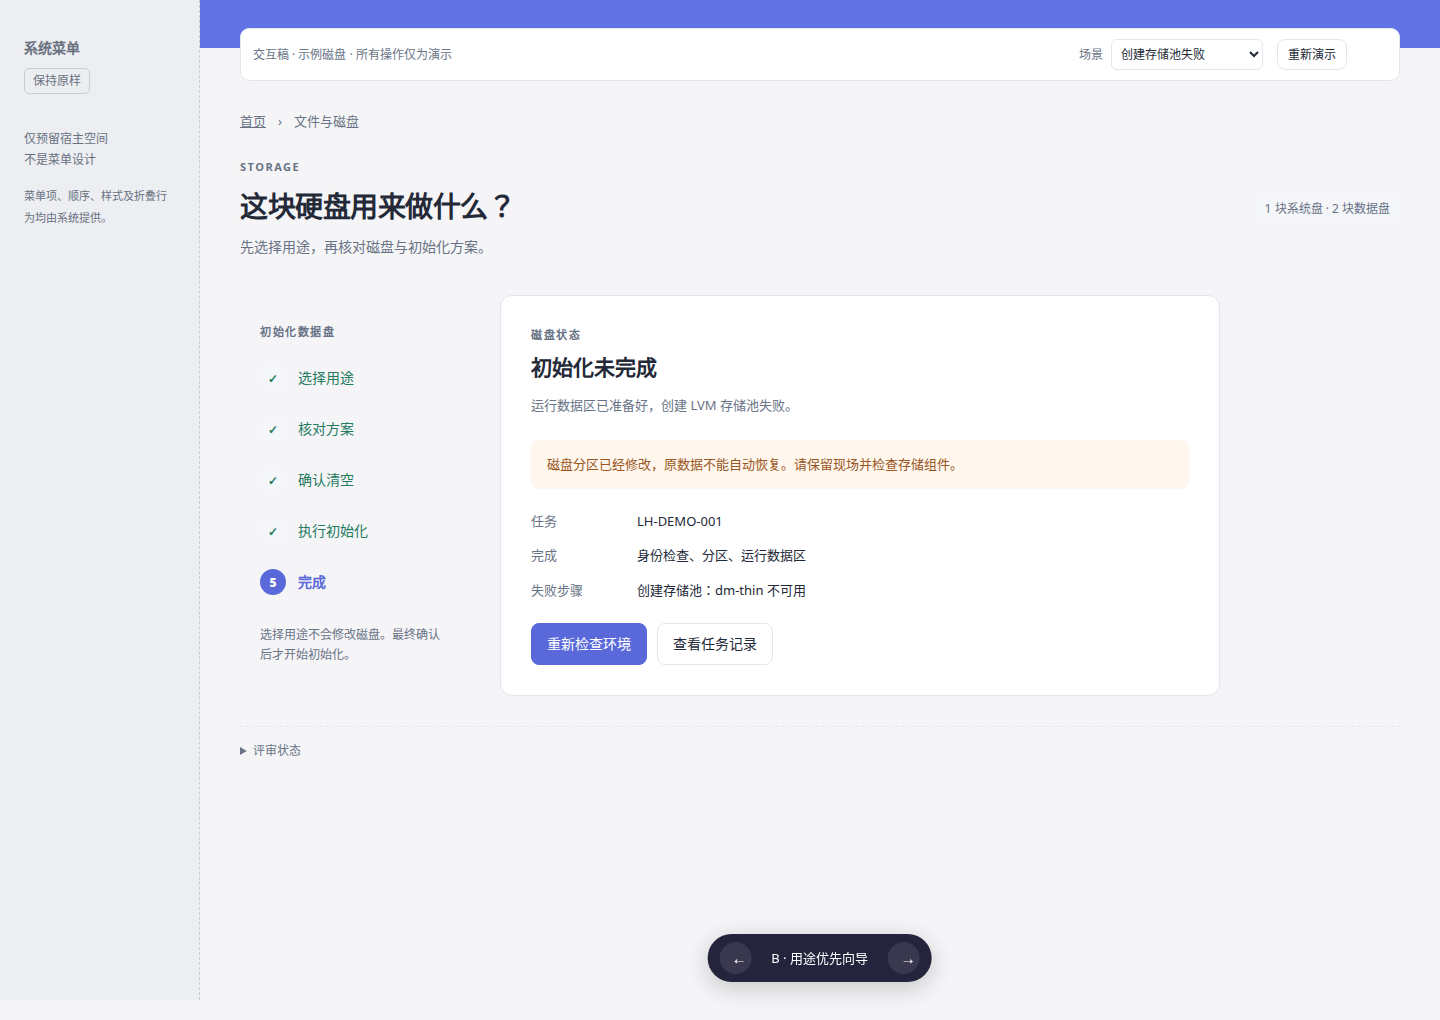 系统菜单
保持原样
仅预留宿主空间
不是菜单设计
菜单项、顺序、样式及折叠行
为均由系统提供。
交互稿 · 示例磁盘 · 所有操作仅为演示
场景
创建存储池失败
重新演示
首页 › 文件与磁盘
STORAGE
这块硬盘用来做什么？
先选择用途，再核对磁盘与初始化方案。
1 块系统盘 · 2 块数据盘
初始化数据盘
✓ 选择用途
✓ 核对方案
✓ 确认清空
✓ 执行初始化
5 完成
选择用途不会修改磁盘。最终确认
后才开始初始化。
磁盘状态
初始化未完成
运行数据区已准备好，创建 LVM 存储池失败。
磁盘分区已经修改，原数据不能自动恢复。请保留现场并检查存储组件。
任务 LH-DEMO-001
完成 身份检查、分区、运行数据区
失败步骤 创建存储池：dm-thin 不可用
重新检查环境
查看任务记录
▶ 评审状态
← B · 用途优先向导 →